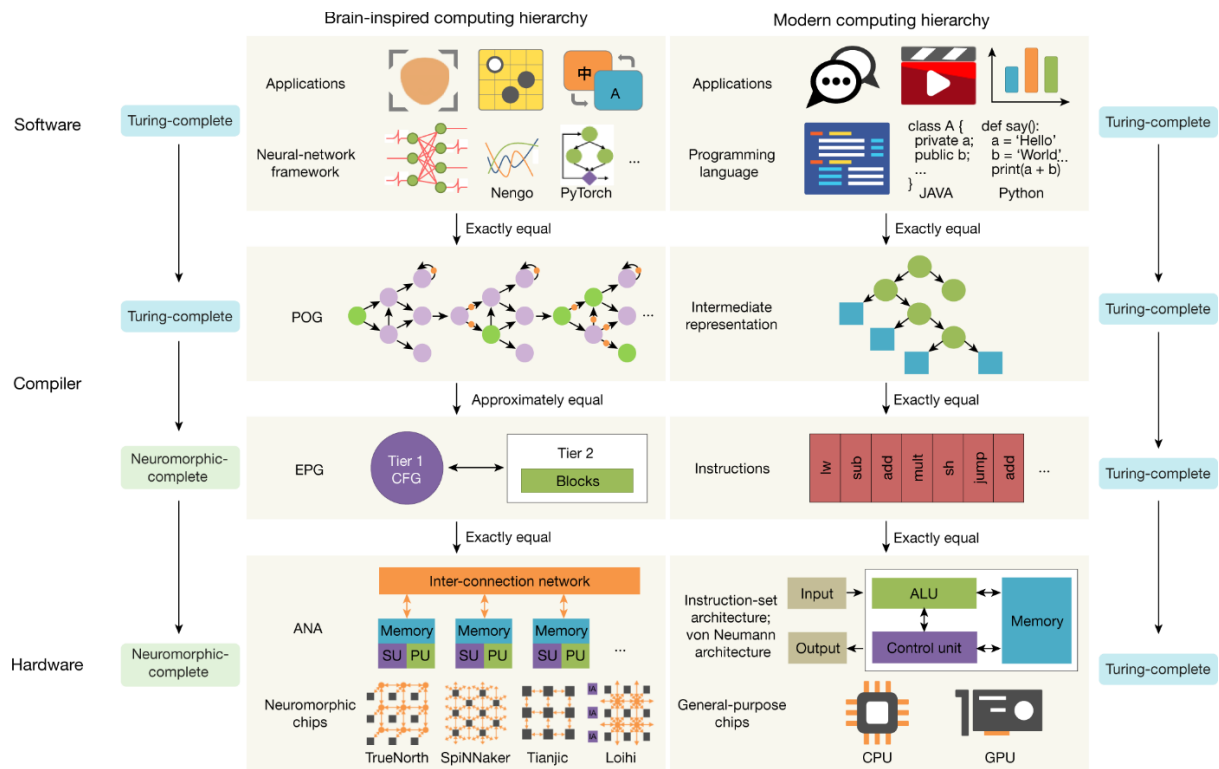 Brain-inspired computing hierarchy
Modern computing hierarchy
Software
Turing-complete
Applications
中
A
Neural-network
framework
Nengo
PyTorch
...
Applications
Programming
language
class A {
private a;
public b;
...
}
JAVA
def say():
a = ‘Hello’
b = ‘World’...
print(a + b)
Python
Turing-complete
Exactly equal
Exactly equal
Turing-complete
POG
...
Intermediate
representation
Turing-complete
Compiler
Approximately equal
Exactly equal
Neuromorphic-
complete
EPG
Tier 1
CFG
Tier 2
Blocks
Instructions
lw
sub
add
mult
sh
jump
add
...
Turing-complete
Exactly equal
Exactly equal
Hardware
Neuromorphic-
complete
ANA
Inter-connection network
Memory
SU PU
Memory
SU PU
Memory
SU PU
...
Neuromorphic
chips
TrueNorth
SpiNNaker
Tianjic
IA
IA
IA
Loihi
Instruction-set
architecture;
von Neumann
architecture
Input
Output
ALU
Control unit
Memory
General-purpose
chips
CPU
GPU
Turing-complete